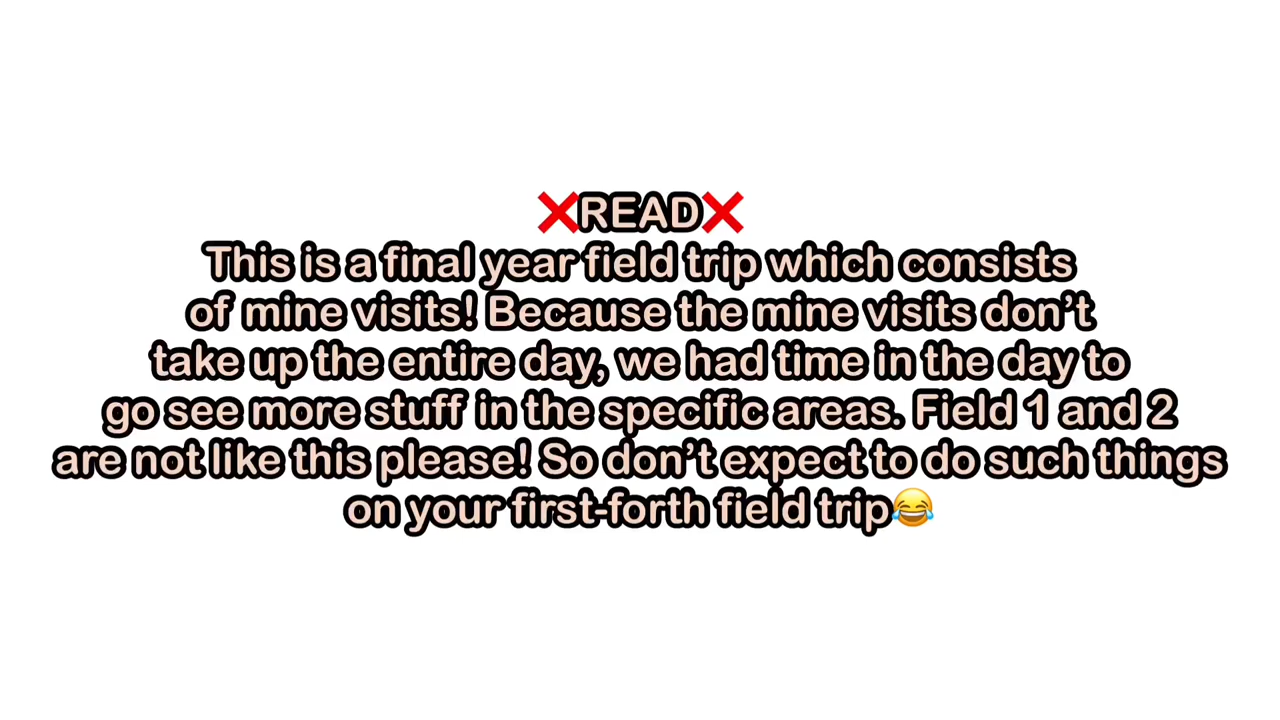 ❌READ❌
This is a final year field trip which consists
of mine visits! Because the mine visits don’t
take up the entire day, we had time in the day to
go see more stuff in the specific areas. Field 1 and 2
are not like this please! So don’t expect to do such things
on your first-forth field trip😂